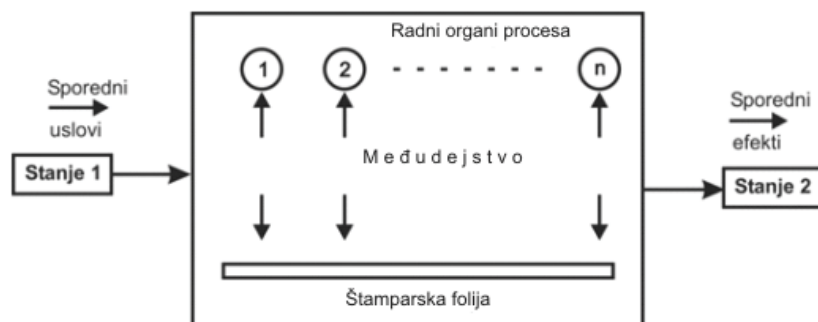 Radni organi procesa
1 2 n
Sporedni
uslovi
Stanje 1
Međudejstvo
Sporedni
efekti
Stanje 2
Štamparska folija